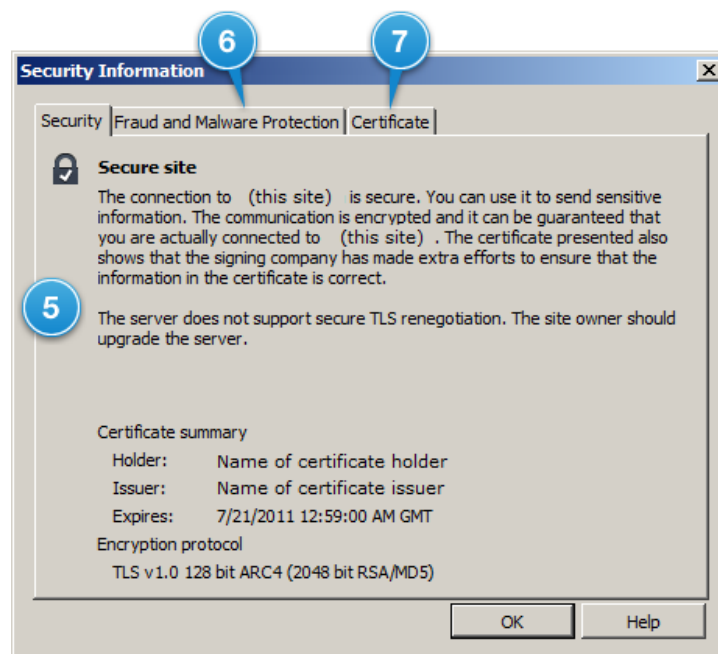 6 7
Security Information
Security Fraud and Malware Protection Certificate
Secure site
The connection to (this site) is secure. You can use it to send sensitive
information. The communication is encrypted and it can be guaranteed that
you are actually connected to (this site) . The certificate presented also
shows that the signing company has made extra efforts to ensure that the
information in the certificate is correct.
5
The server does not support secure TLS renegotiation. The site owner should
upgrade the server.
Certificate summary
Holder: Name of certificate holder
Issuer: Name of certificate issuer
Expires: 7/21/2011 12:59:00 AM GMT
Encryption protocol
TLS v1.0 128 bit ARC4 (2048 bit RSA/MD5)
OK Help